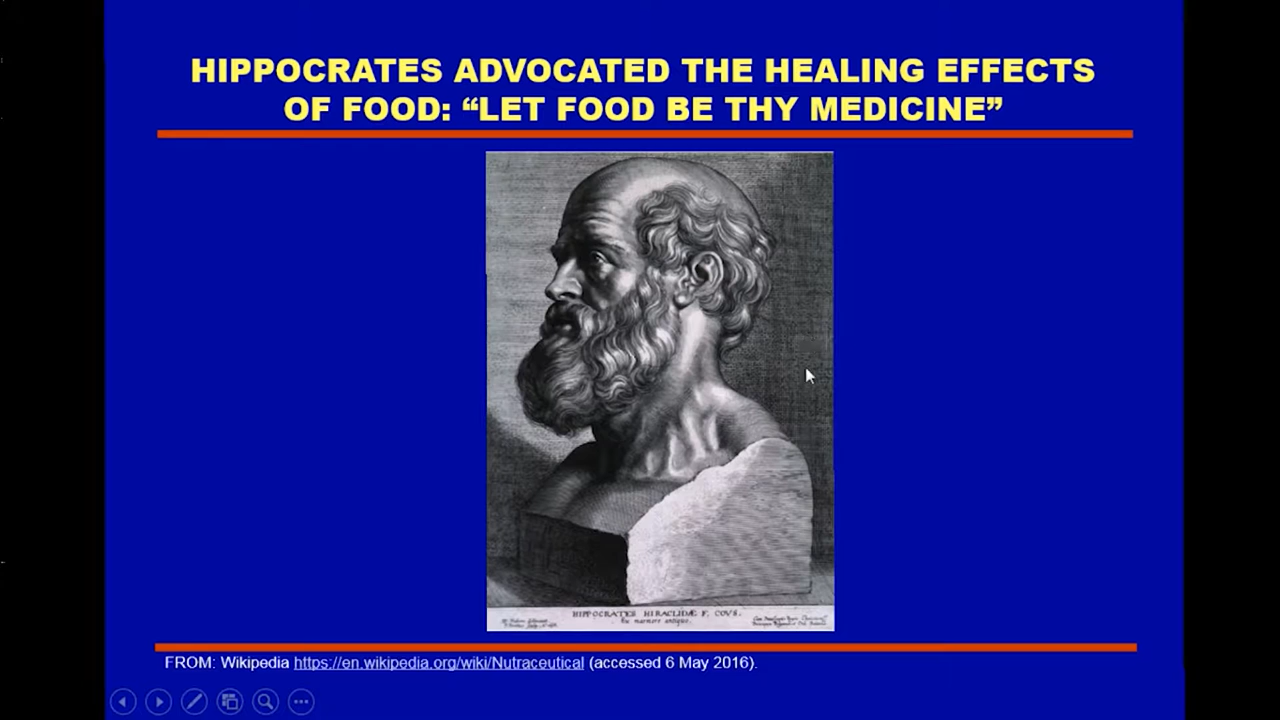 HIPPOCRATES ADVOCATED THE HEALING EFFECTS
OF FOOD: “LET FOOD BE THY MEDICINE”
HIPPOCRATES HIRACLIDÆ F. COVS.
Ex marmore antiquo.
FROM: Wikipedia https://en.wikipedia.org/wiki/Nutraceutical (accessed 6 May 2016).